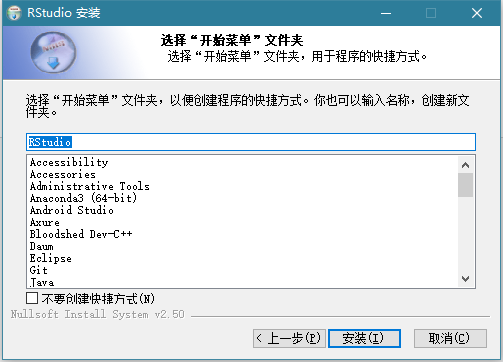 RStudio 安装
选择“开始菜单”文件夹
选择“开始菜单”文件夹，用于程序的快捷方式。
选择“开始菜单”文件夹，以便创建程序的快捷方式。你也可以输入名称，创建新文
件夹。
RStudio
Accessibility
Accessories
Administrative Tools
Anaconda3 (64-bit)
Android Studio
Axure
Bloodshed Dev-C++
Daum
Eclipse
Git
Java
不要创建快捷方式(N)
Nullsoft Install System v2.50
< 上一步(P) 安装(I) 取消(C)